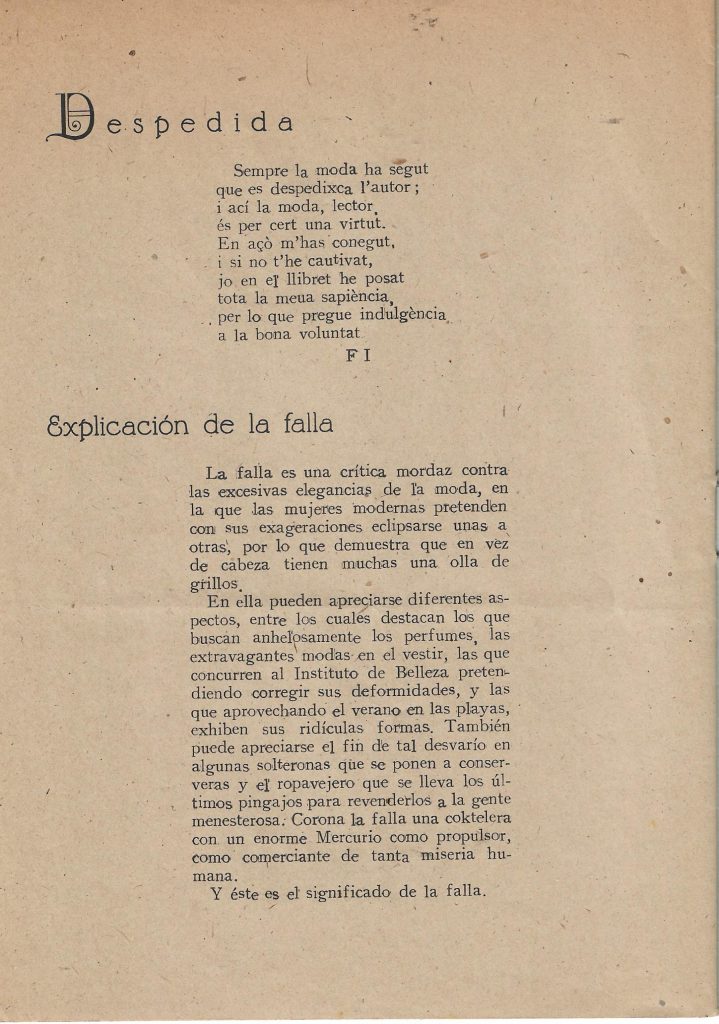 Despedida
Sempre la moda ha segut
que es despedixca l'autor;
i ací la moda, lector,
és per cert una virtut.
En açò m'has conegut,
i si no t'he cautivat,
jo en el llibret he posat
tota la meua sapiència,
per lo que pregue indulgència
a la bona voluntat
FI
Explicación de la falla
La falla es una crítica mordaz contra
las excesivas elegancias de la moda, en
la que las mujeres modernas pretenden
con sus exageraciones eclipsarse unas a
otras, por lo que demuestra que en vez
de cabeza tienen muchas una olla de
grillos.
En ella pueden apreciarse diferentes as-
pectos, entre los cuales destacan los que
buscan anhelosamente los perfumes, las
extravagantes modas en el vestir, las que
concurren al Instituto de Belleza preten-
diendo corregir sus deformidades, y las
que aprovechando el verano en las playas,
exhiben sus ridículas formas. También
puede apreciarse el fin de tal desvarío en
algunas solteronas que se ponen a conser-
veras y el ropavejero que se lleva los úl-
timos pingajos para revenderlos a la gente
menesterosa. Corona la falla una coktelera
con un enorme Mercurio como propulsor,
como comerciante de tanta miseria hu-
mana.
Y éste es el significado de la falla.